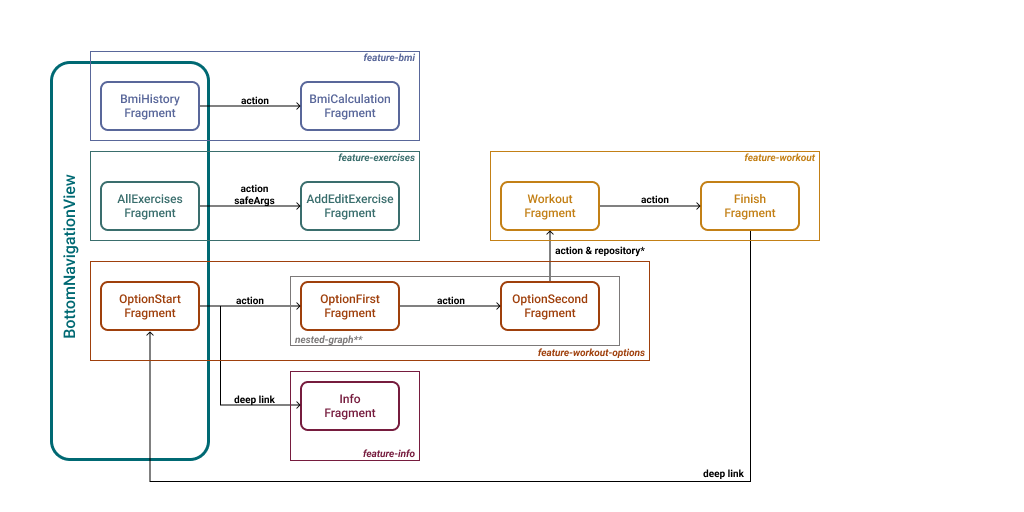 feature-bmi
BmiHistory
Fragment
action
BmiCalculation
Fragment
feature-exercises
AllExercises
Fragment
action
safeArgs
AddEditExercise
Fragment
feature-workout
Workout
Fragment
action
Finish
Fragment
BottomNavigationView
action & repository*
OptionStart
Fragment
action
OptionFirst
Fragment
action
OptionSecond
Fragment
nested-graph**
feature-workout-options
deep link
Info
Fragment
feature-info
deep link